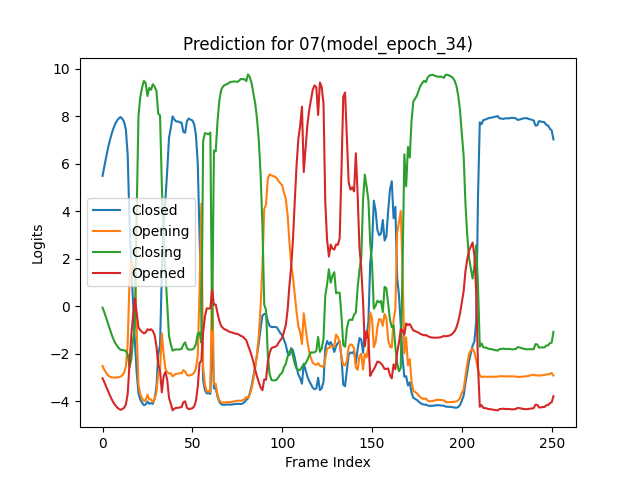 Prediction for 07(model_epoch_34)
Logits
10
8
6
4
2
0
−2
−4
Closed
Opening
Closing
Opened
0
50
100
150
200
250
Frame Index